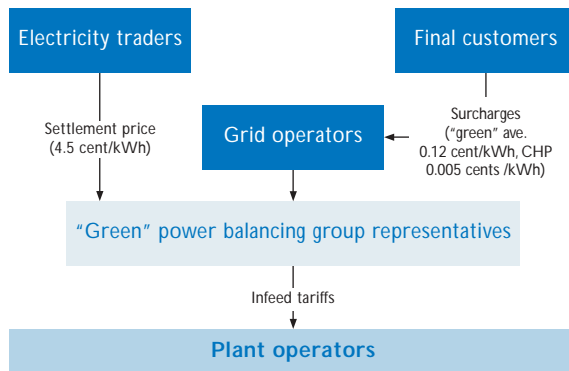 Electricity traders
Final customers
Settlement price
(4.5 cent/kWh)
Grid operators
Surcharges
("green" ave.
0.12 cent/kWh, CHP
0.005 cents /kWh)
"Green" power balancing group representatives
Infeed tariffs
Plant operators